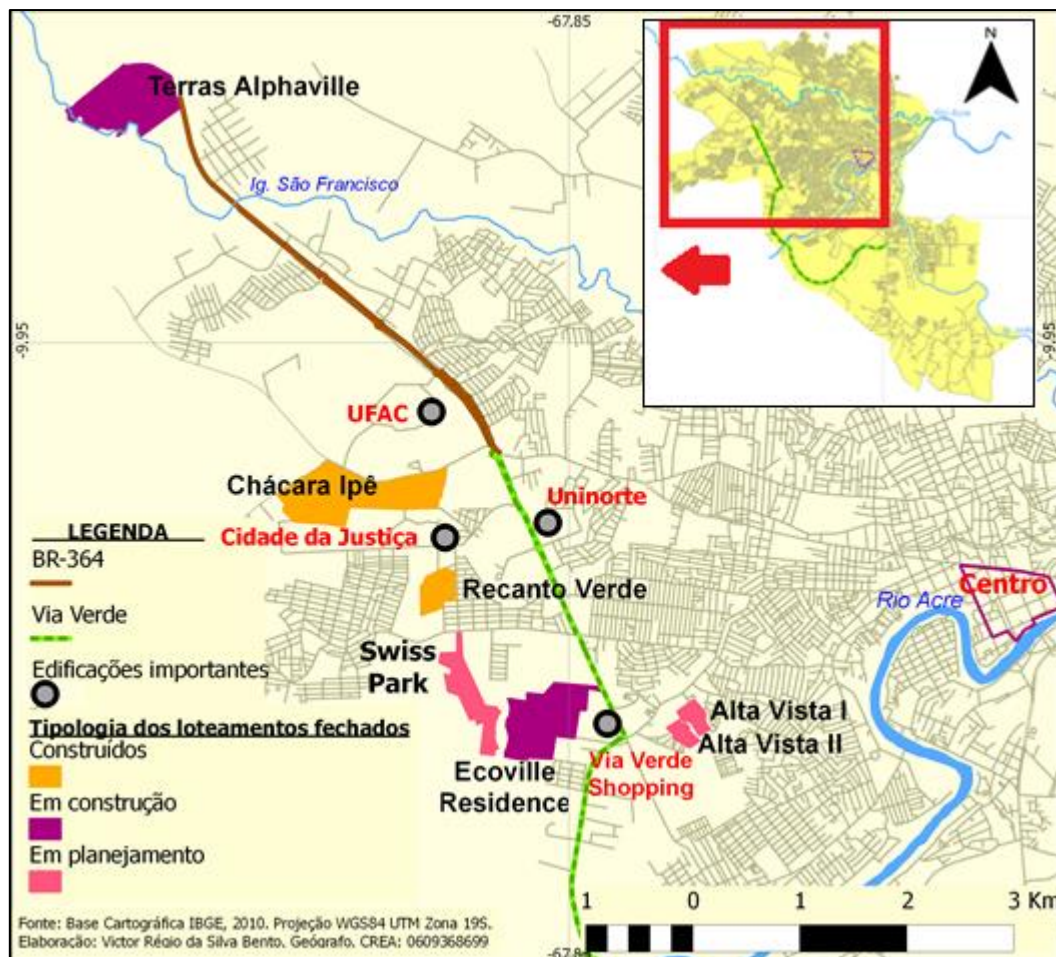 -67.85
N
Terras Alphaville
Ig. São Francisco
-9.95
-9.95
UFAC
Chácara Ipê
Uninorte
Cidade da Justiça
Recanto Verde
Centro
Rio Acre
Swiss
Park
Alta Vista I
Alta Vista II
Ecoville
Residence
Via Verde
Shopping
LEGENDA
BR-364
Via Verde
Edificações importantes
Tipologia dos loteamentos fechados
Construídos
Em construção
Em planejamento
1 0 1 2 3 Km
Fonte: Base Cartográfica IBGE, 2010. Projeção WGS84 UTM Zona 19S.
Elaboração: Victor Régio da Silva Bento. Geógrafo. CREA: 0609368699